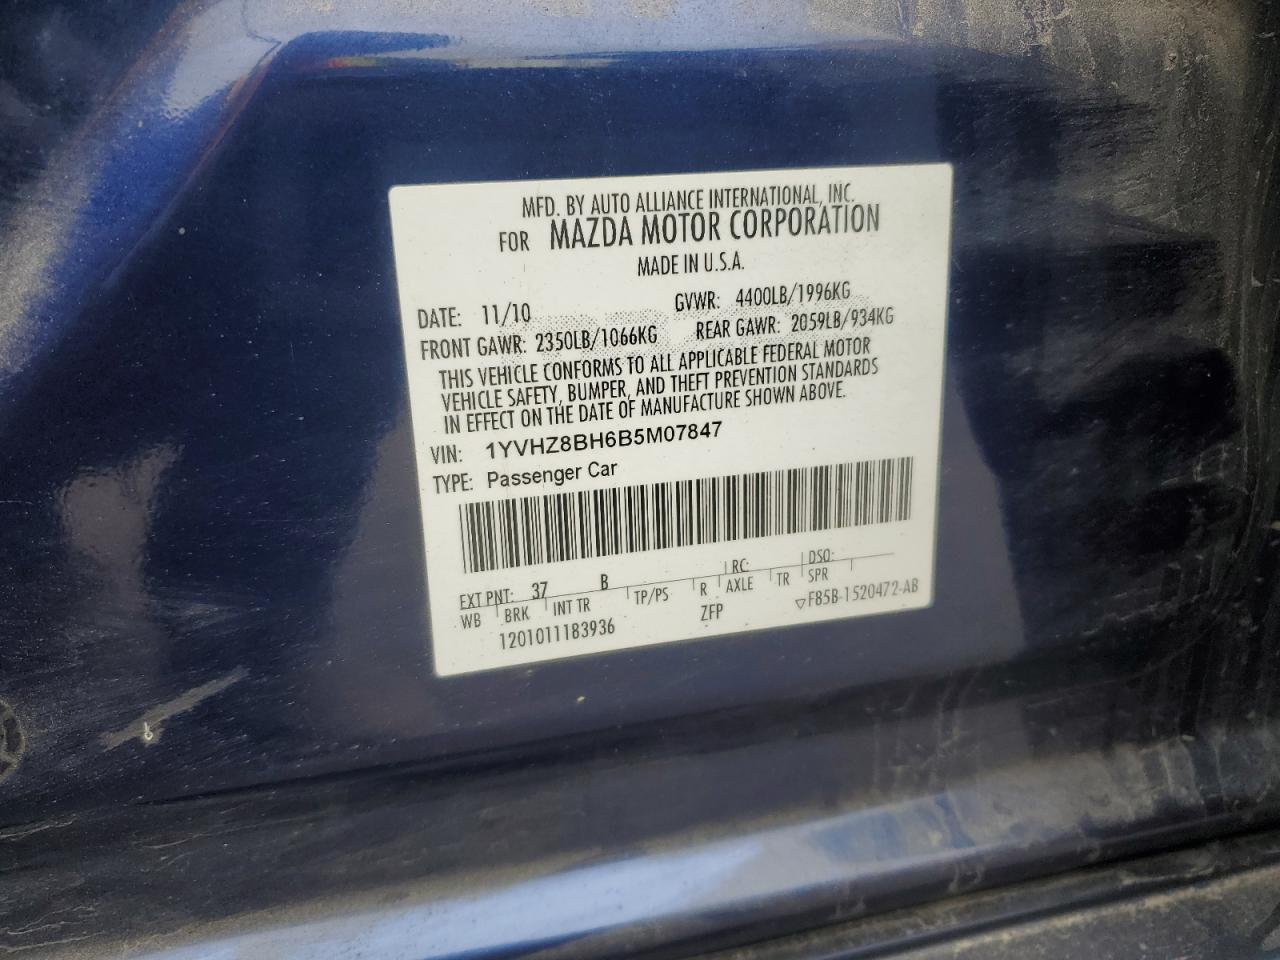 MFD. BY AUTO ALLIANCE INTERNATIONAL, INC.
FOR MAZDA MOTOR CORPORATION
MADE IN U.S.A.
DATE: 11/10 GVWR: 4400LB/1996KG
FRONT GAWR: 2350LB/1066KG REAR GAWR: 2059LB/934KG
THIS VEHICLE CONFORMS TO ALL APPLICABLE FEDERAL MOTOR
VEHICLE SAFETY, BUMPER, AND THEFT PREVENTION STANDARDS
IN EFFECT ON THE DATE OF MANUFACTURE SHOWN ABOVE.
VIN: 1YVHZ8BH6B5M07847
TYPE: Passenger Car
EXT PNT: 37 B RC: DSO:
WB BRK INT TR TP/PS R AXLE TR SPR
1201011183936 ZFP ▽F85B-1520472-AB